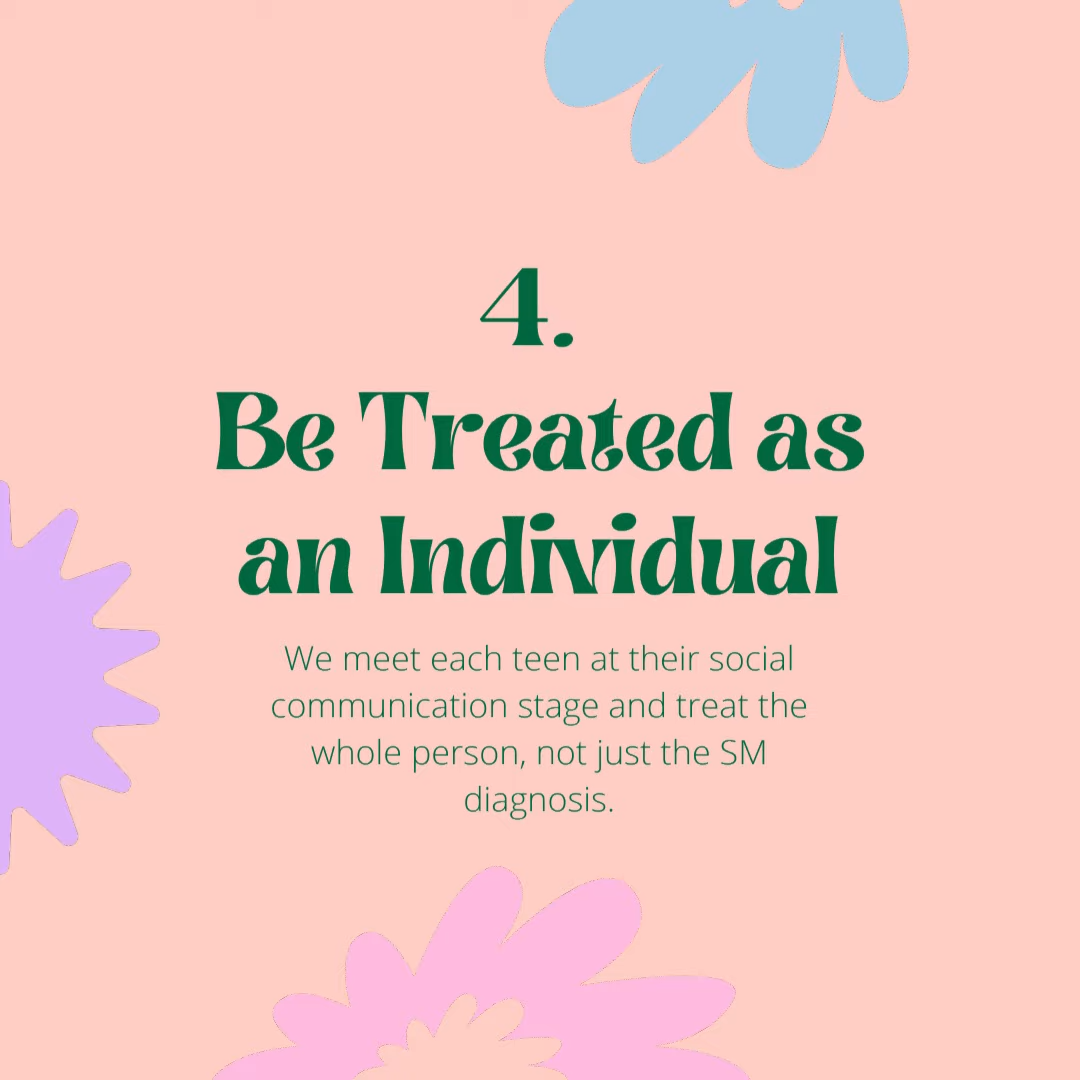 4.
Be Treated as
an Individual
We meet each teen at their social
communication stage and treat the
whole person, not just the SM
diagnosis.